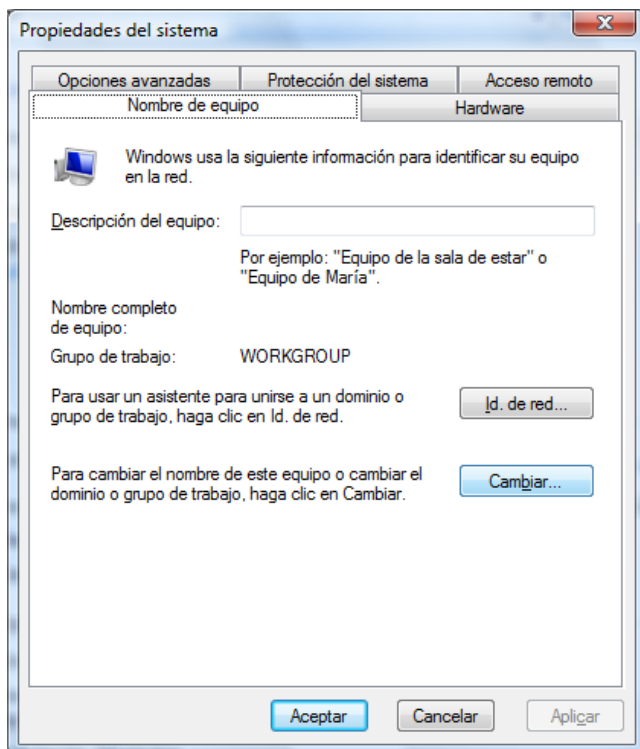 Propiedades del sistema
Opciones avanzadas
Protección del sistema
Acceso remoto
Nombre de equipo
Hardware
Windows usa la siguiente información para identificar su equipo
en la red.
Descripción del equipo:
Por ejemplo: "Equipo de la sala de estar" o
"Equipo de María".
Nombre completo
de equipo:
Grupo de trabajo: WORKGROUP
Para usar un asistente para unirse a un dominio o
grupo de trabajo, haga clic en Id. de red.
Id. de red...
Para cambiar el nombre de este equipo o cambiar el
dominio o grupo de trabajo, haga clic en Cambiar.
Cambiar...
Aceptar
Cancelar
Aplicar